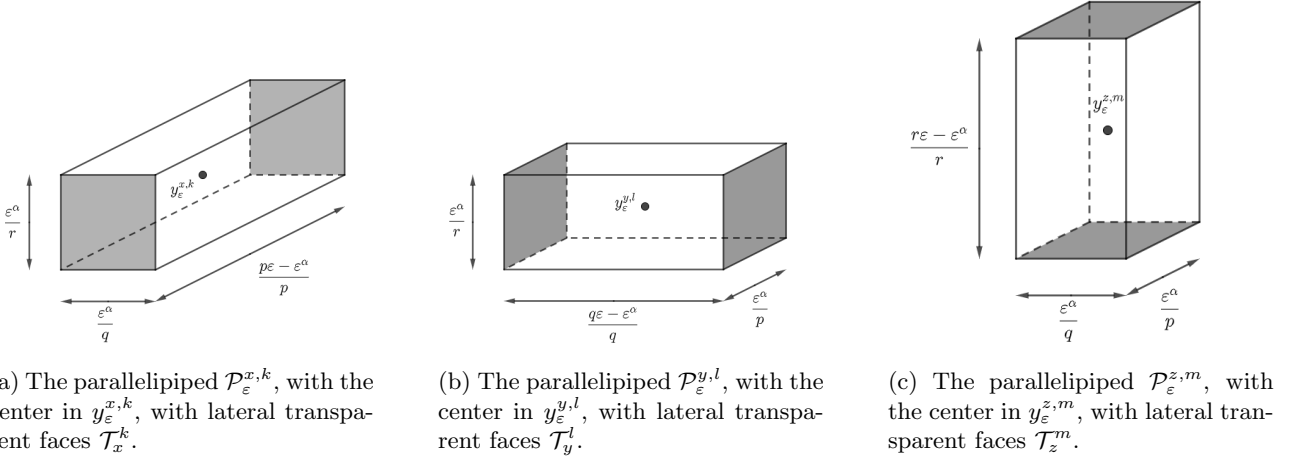 y_ε^{x,k}
ε^α/r
ε^α/q
pε − ε^α/p
y_ε^{y,l}
ε^α/r
qε − ε^α/q
ε^α/p
y_ε^{z,m}
rε − ε^α/r
ε^α/q
ε^α/p
a) The parallelipiped 𝒫_ε^{x,k}, with the
center in y_ε^{x,k}, with lateral transpa-
ent faces 𝒯_x^k.
(b) The parallelipiped 𝒫_ε^{y,l}, with the
center in y_ε^{y,l}, with lateral transpa-
rent faces 𝒯_y^l.
(c) The parallelipiped 𝒫_ε^{z,m}, with
the center in y_ε^{z,m}, with lateral tran-
sparent faces 𝒯_z^m.